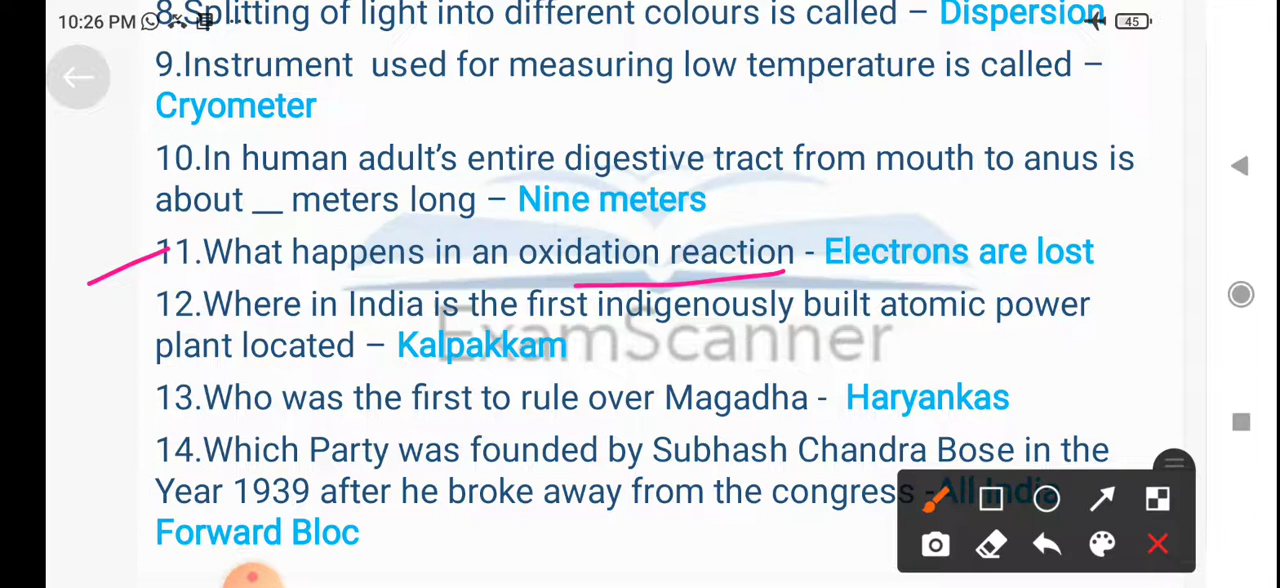 10:26 PM
45
8.Splitting of light into different colours is called – Dispersion
9.Instrument used for measuring low temperature is called –
Cryometer
10.In human adult's entire digestive tract from mouth to anus is
about __ meters long – Nine meters
11.What happens in an oxidation reaction - Electrons are lost
12.Where in India is the first indigenously built atomic power
plant located – Kalpakkam
ExamScanner
13.Who was the first to rule over Magadha - Haryankas
14.Which Party was founded by Subhash Chandra Bose in the
Year 1939 after he broke away from the congress -All India
Forward Bloc